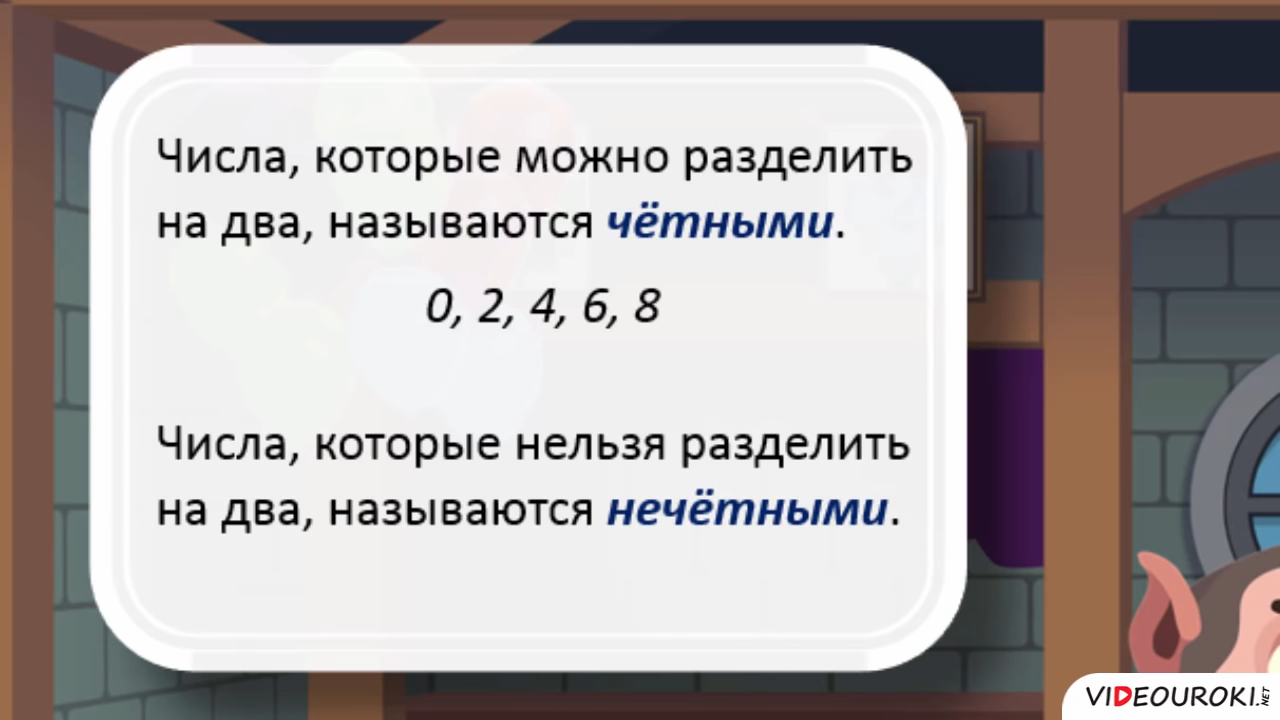 Числа, которые можно разделить
на два, называются чётными.
0, 2, 4, 6, 8
Числа, которые нельзя разделить
на два, называются нечётными.
VIDEOUROKI.NET